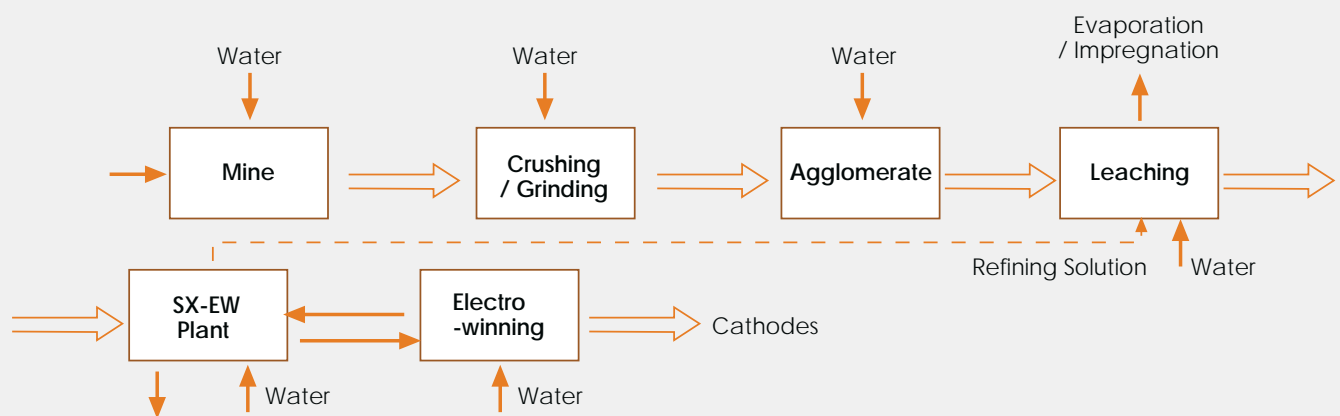 Evaporation
/ Impregnation
Water
Water
Water
Mine
Crushing
/ Grinding
Agglomerate
Leaching
Refining Solution
Water
SX-EW
Plant
Electro
-winning
Cathodes
Water
Water